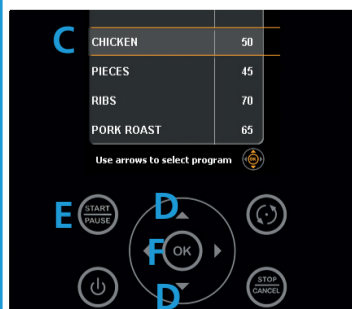 C CHICKEN 50
PIECES 45
RIBS 70
PORK ROAST 65
Use arrows to select program OK
E START PAUSE
D
F OK
D
STOP CANCEL